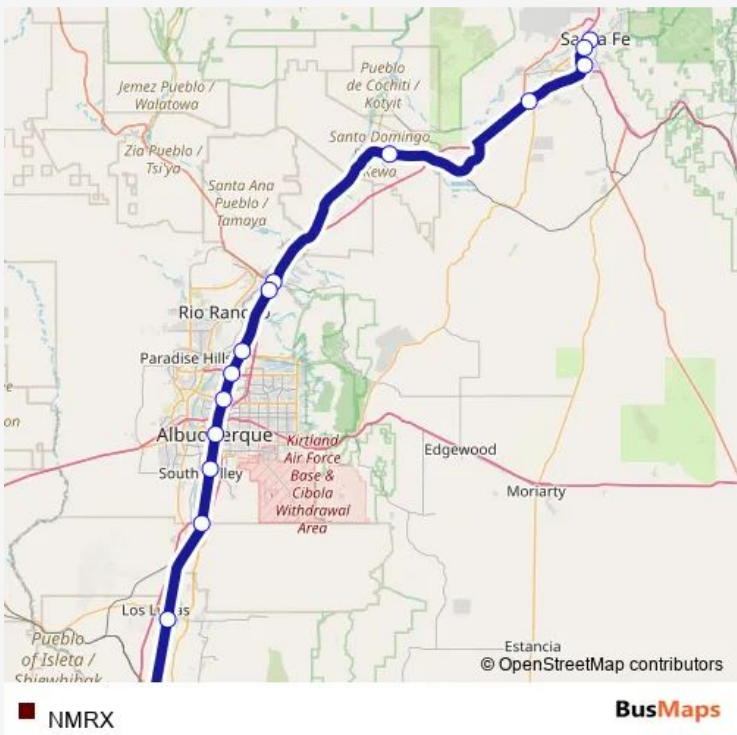 Santa Fe
Jemez Pueblo /
Walatowa
Pueblo
de Cochiti /
Kotyit
Santo Domingo
Kewa
Zia Pueblo /
Tsi'ya
Santa Ana
Pueblo /
Tamaya
Rio Rancho
Paradise Hills
Albuquerque
Kirtland
Air Force
Base &
Cibola
Withdrawal
Area
South Valley
Edgewood
Moriarty
on
Los Lunas
Pueblo
of Isleta /
Shiewhibak
Estancia
© OpenStreetMap contributors
NMRX
BusMaps